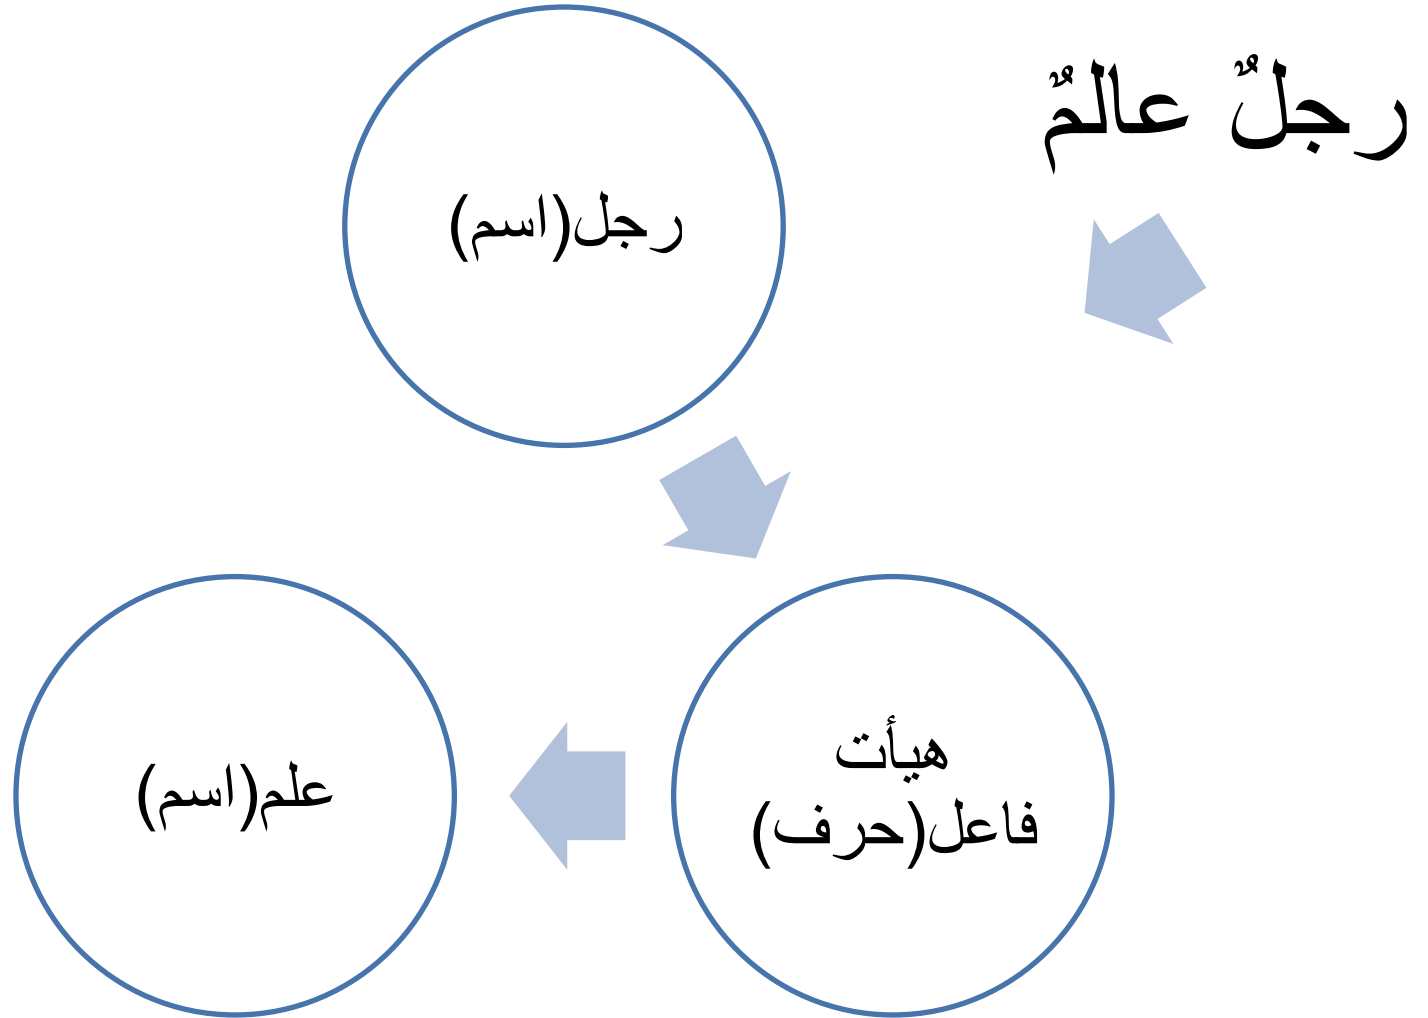 رجلٌ عالمٌ
رجل(اسم)
هيأت
فاعل(حرف)
علم(اسم)